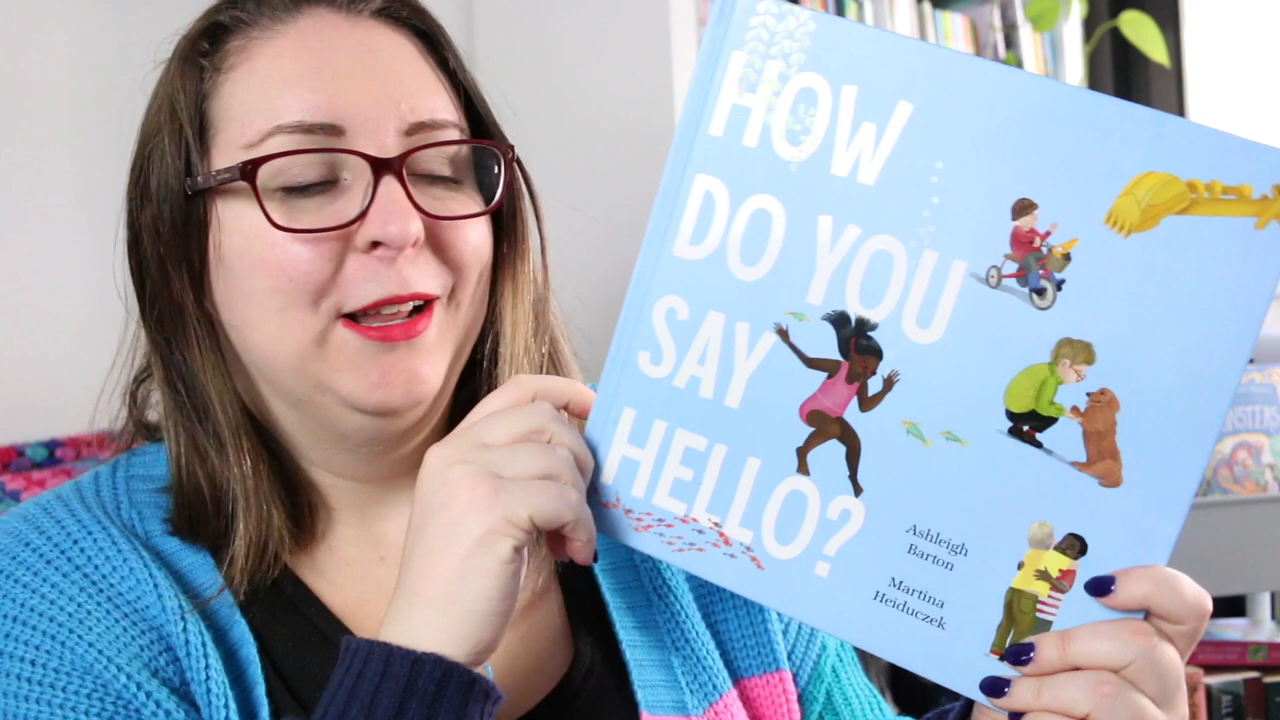 HOW
DO YOU
SAY
HELLO?
Ashleigh
Barton
Martina
Heiduczek